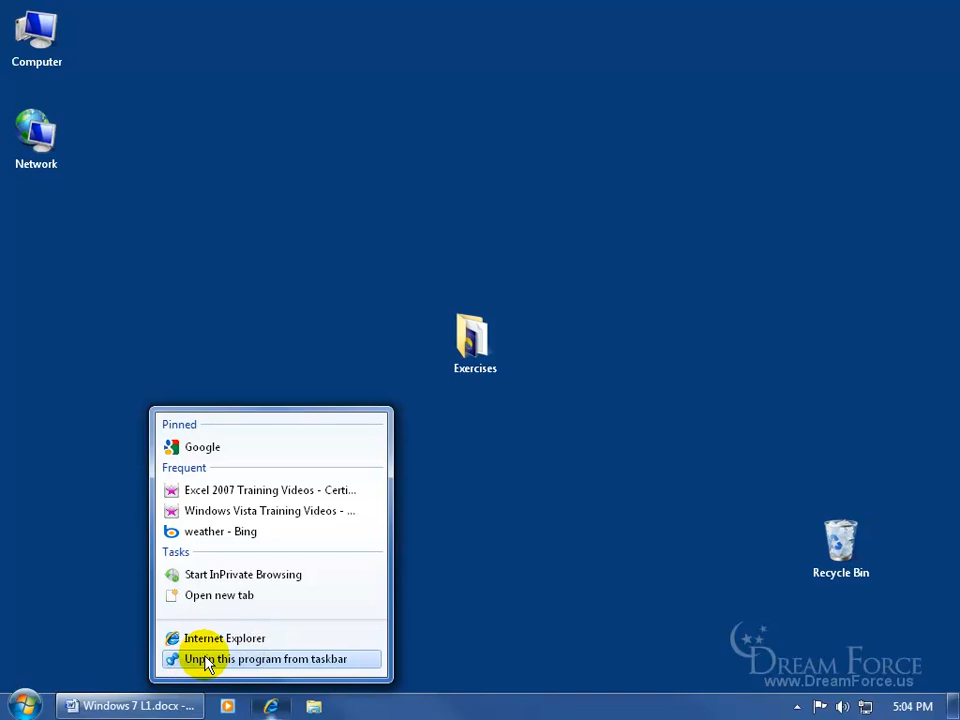 Computer
Network
Exercises
Pinned
Google
Frequent
Excel 2007 Training Videos - Certi...
Windows Vista Training Videos - ...
weather - Bing
Tasks
Start InPrivate Browsing
Open new tab
Internet Explorer
Unpin this program from taskbar
Recycle Bin
DREAM FORCE
www.DreamForce.us
Windows 7 L1.docx -...
5:04 PM